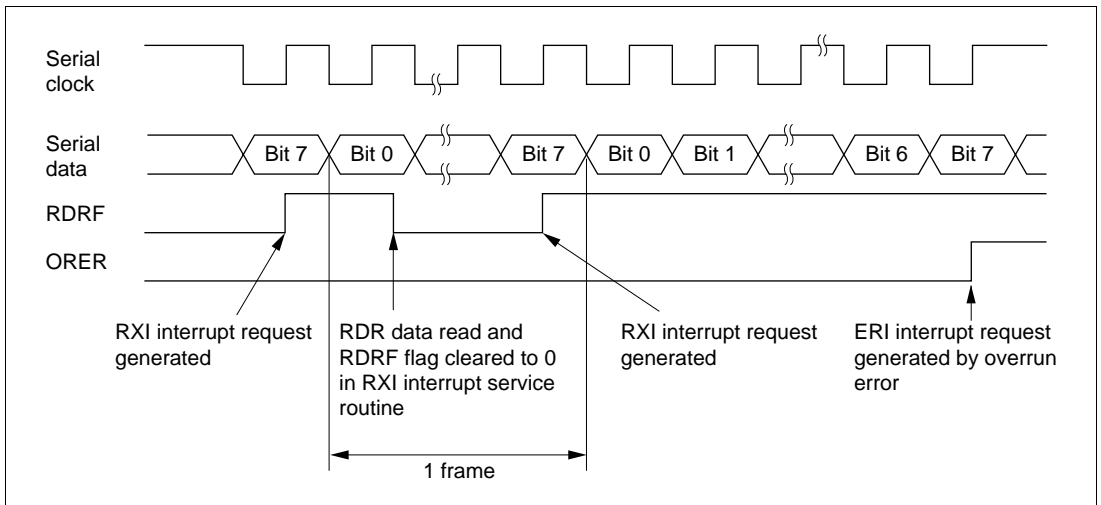 Serial
clock
Serial
data
Bit 7
Bit 0
Bit 7
Bit 0
Bit 1
Bit 6
Bit 7
RDRF
ORER
RXI interrupt request
generated
RDR data read and
RDRF flag cleared to 0
in RXI interrupt service
routine
RXI interrupt request
generated
ERI interrupt request
generated by overrun
error
1 frame